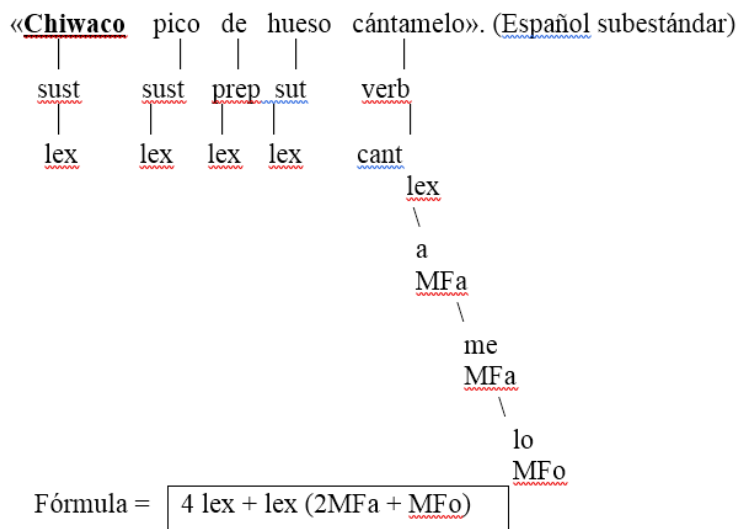 «Chiwaco pico de hueso cántamelo». (Español subestándar)
sust sust prep sut verb
lex lex lex lex cant
lex
a
MFa
me
MFa
lo
MFo
Fórmula = 4 lex + lex (2MFa + MFo)